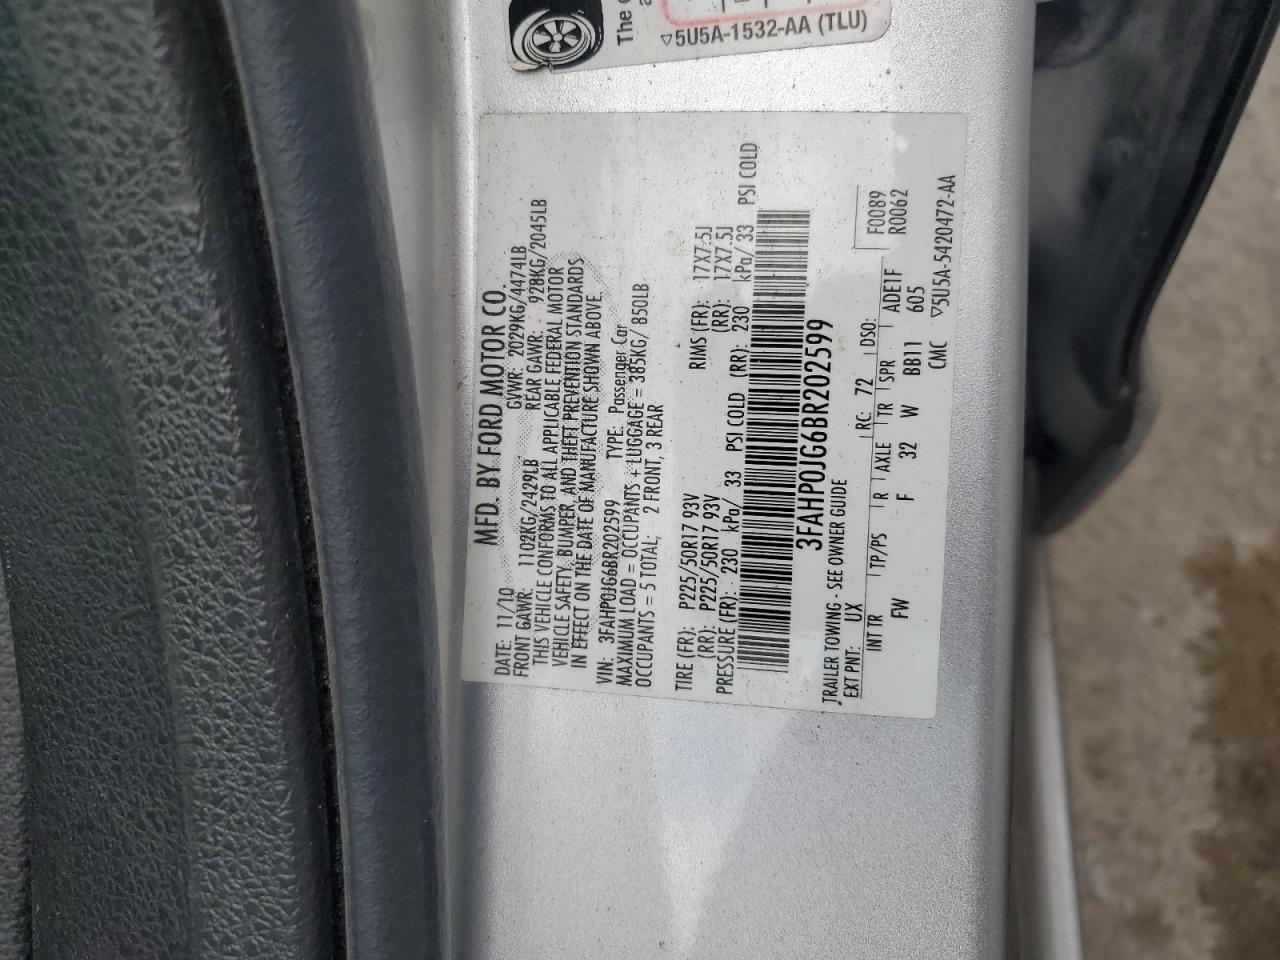 The
5U5A-1532-AA (TLU)
MFD. BY FORD MOTOR CO.
DATE: 11/10 GVWR: 2029KG/4474LB
FRONT GAWR: 1102KG/2429LB REAR GAWR: 928KG/2045LB
THIS VEHICLE CONFORMS TO ALL APPLICABLE FEDERAL MOTOR
VEHICLE SAFETY, BUMPER, AND THEFT PREVENTION STANDARDS
IN EFFECT ON THE DATE OF MANUFACTURE SHOWN ABOVE.
VIN: 3FAHP0JG6BR202599 TYPE: Passenger Car
MAXIMUM LOAD = OCCUPANTS + LUGGAGE = 385KG/ 850LB
OCCUPANTS = 5 TOTAL; 2 FRONT, 3 REAR
TIRE (FR): P225/50R17 93V RIMS (FR): 17X7.5J
(RR): P225/50R17 93V (RR): 17X7.5J
PRESSURE (FR): 230 kPa/ 33 PSI COLD (RR): 230 kPa/ 33 PSI COLD
3FAHP0JG6BR202599
TRAILER TOWING - SEE OWNER GUIDE
EXT PNT: UX RC: 72 DSO: F0089
INT TR TP/PS R AXLE TR SPR ADE1F R0062
FW F 32 W BB11 605
CMC ▽5U5A-5420472-AA